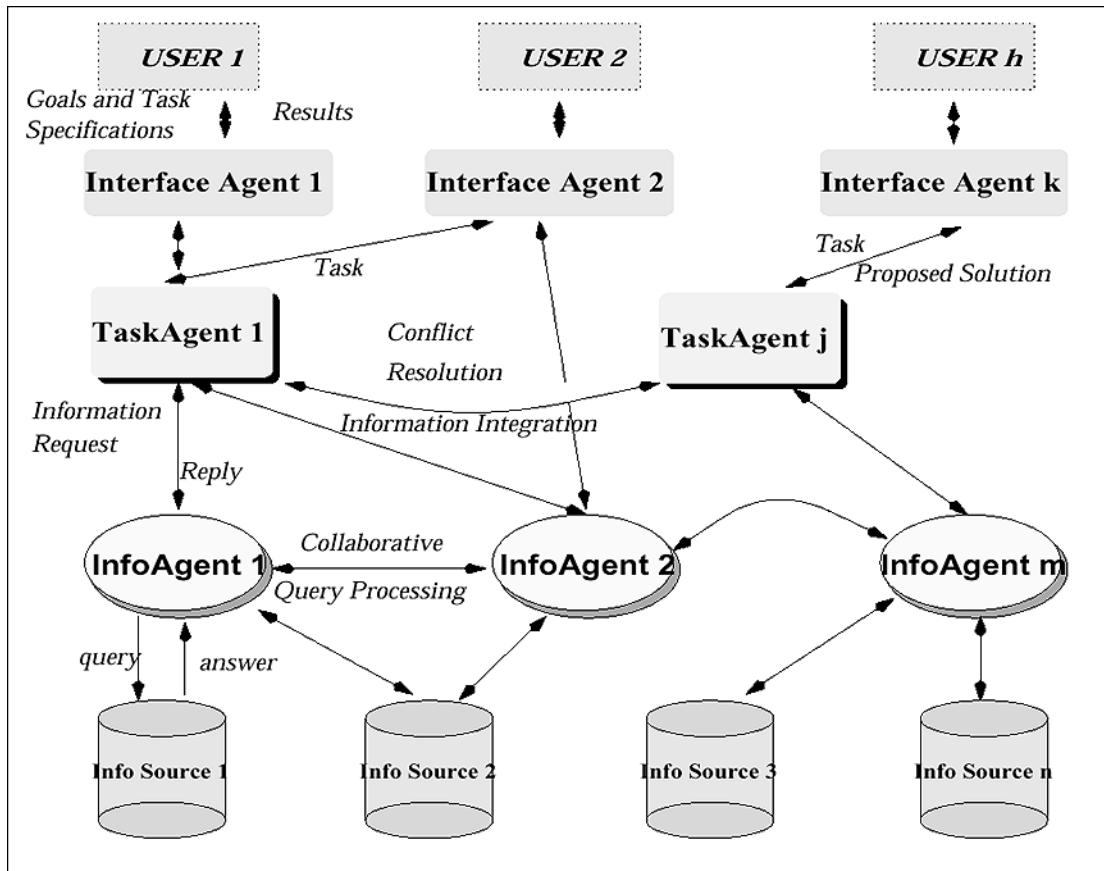 USER 1
USER 2
USER h
Goals and Task
Specifications
Results
Interface Agent 1
Interface Agent 2
Interface Agent k
Task
Task
Proposed Solution
TaskAgent 1
TaskAgent j
Conflict
Resolution
Information
Request
Information Integration
Reply
InfoAgent 1
Collaborative
Query Processing
InfoAgent 2
InfoAgent m
query
answer
Info Source 1
Info Source 2
Info Source 3
Info Source n